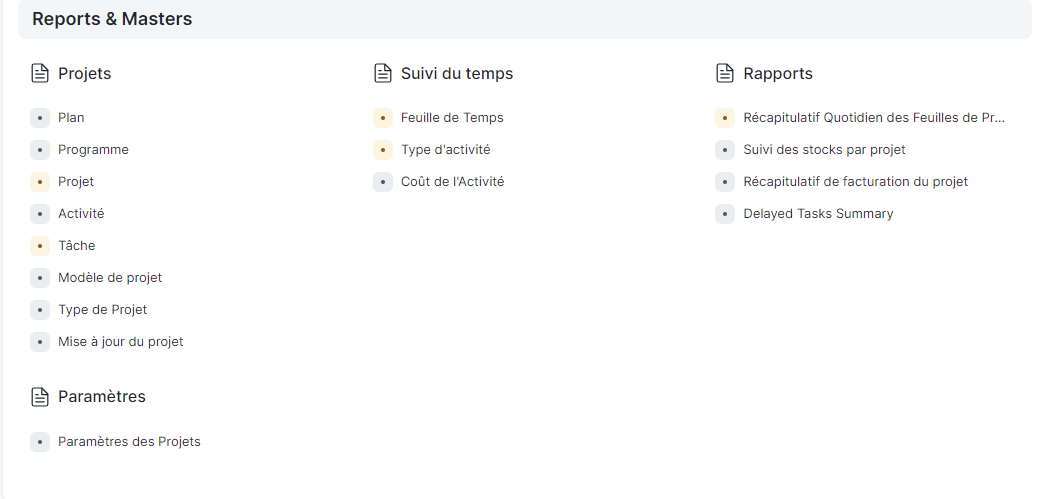 Reports & Masters
Projets
Plan
Programme
Projet
Activité
Tâche
Modèle de projet
Type de Projet
Mise à jour du projet
Suivi du temps
Feuille de Temps
Type d'activité
Coût de l'Activité
Rapports
Récapitulatif Quotidien des Feuilles de Pr...
Suivi des stocks par projet
Récapitulatif de facturation du projet
Delayed Tasks Summary
Paramètres
Paramètres des Projets